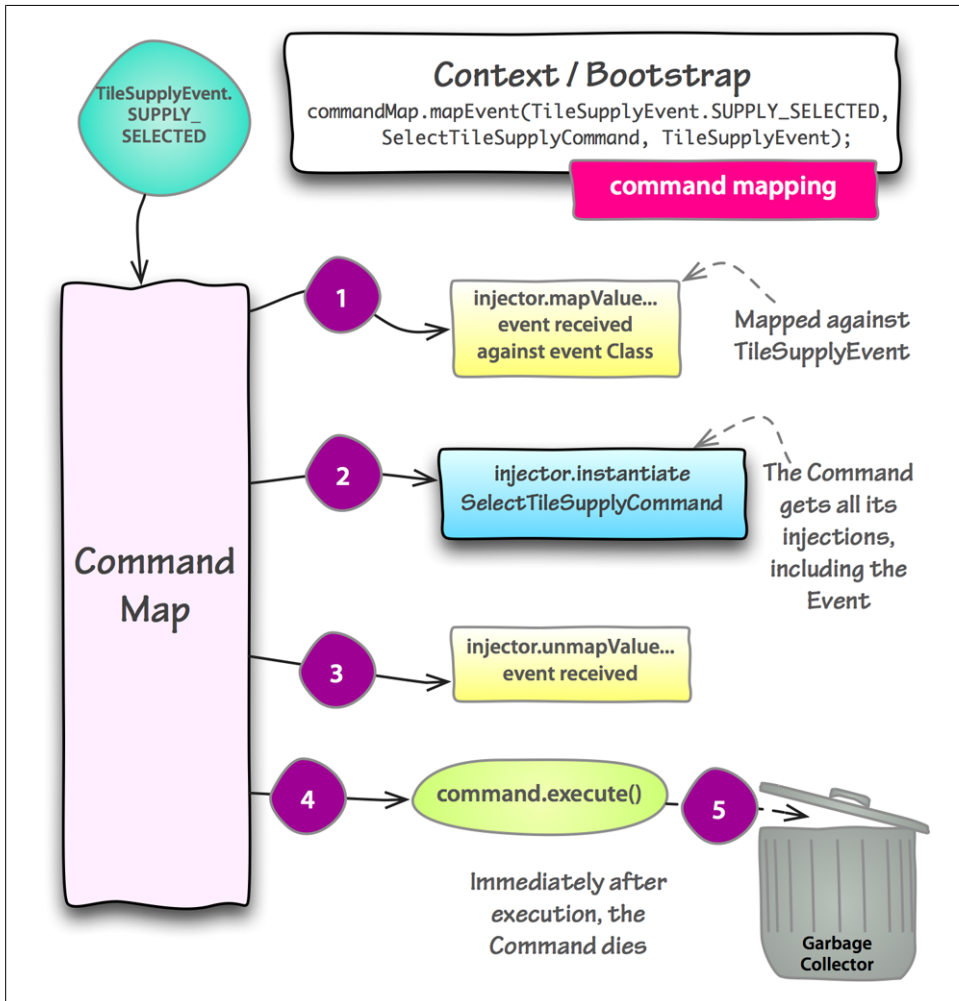 TileSupplyEvent.
SUPPLY_
SELECTED
Context / Bootstrap
commandMap.mapEvent(TileSupplyEvent.SUPPLY_SELECTED,
SelectTileSupplyCommand, TileSupplyEvent);
command mapping
Command
Map
1
injector.mapValue...
event received
against event Class
Mapped against
TileSupplyEvent
2
injector.instantiate
SelectTileSupplyCommand
The Command
gets all its
injections,
including the
Event
3
injector.unmapValue...
event received
4
command.execute()
5
Immediately after
execution, the
Command dies
Garbage
Collector